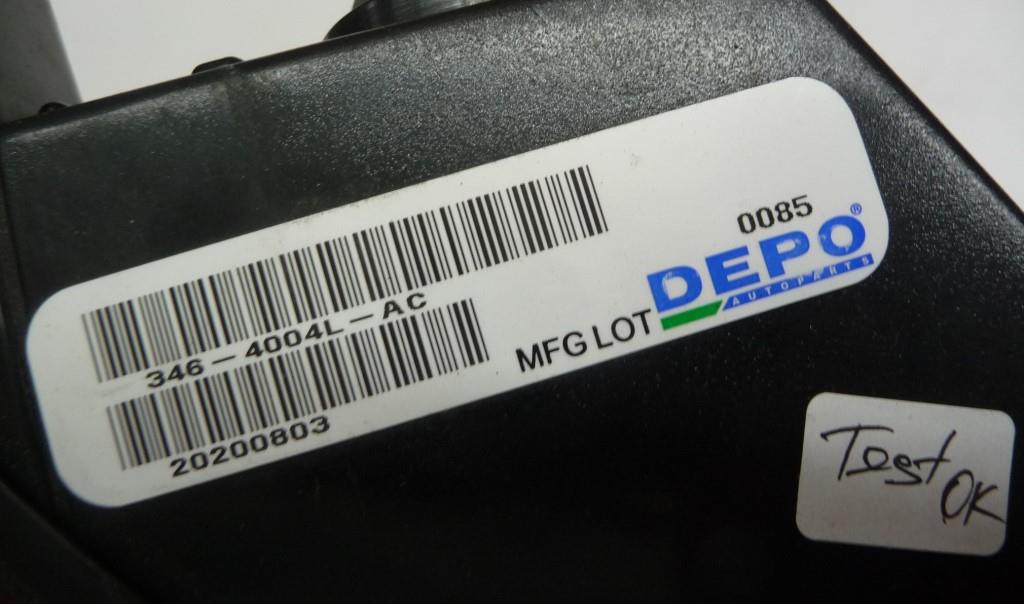 346-4004L-AC
20200803
MFG LOT
0085
DEPO®
AUTOPARTS
Test
OK